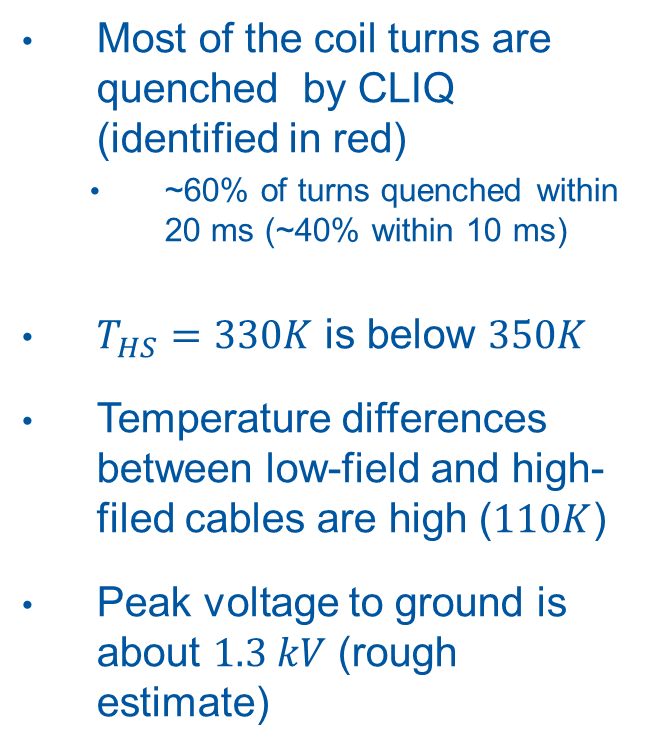 • Most of the coil turns are
quenched by CLIQ
(identified in red)
• ~60% of turns quenched within
20 ms (~40% within 10 ms)
• T_HS = 330K is below 350K
• Temperature differences
between low-field and high-
filed cables are high (110K)
• Peak voltage to ground is
about 1.3 kV (rough
estimate)